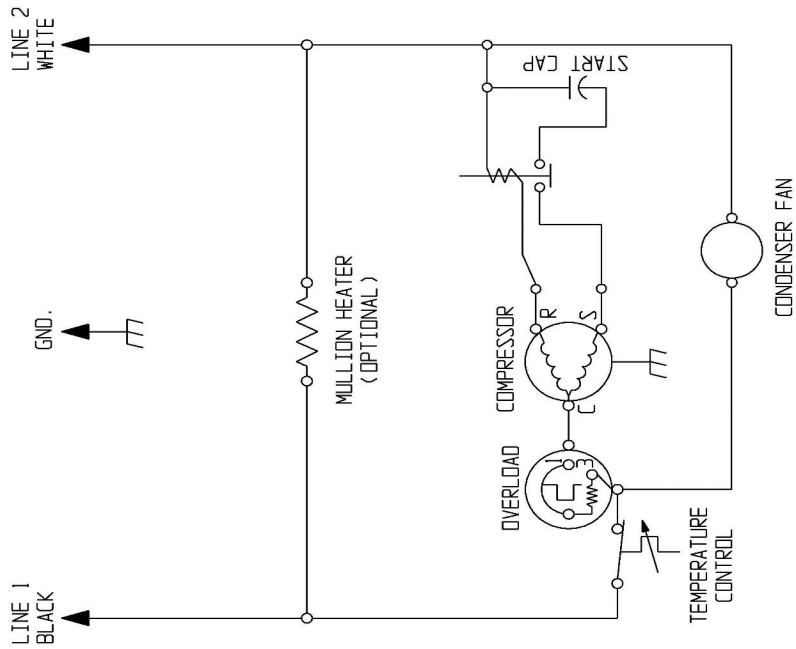 LINE 1
BLACK
GND.
LINE 2
WHITE
MULLION HEATER
(OPTIONAL)
OVERLOAD
1
3
COMPRESSOR
C
R
S
START CAP
TEMPERATURE
CONTROL
CONDENSER FAN